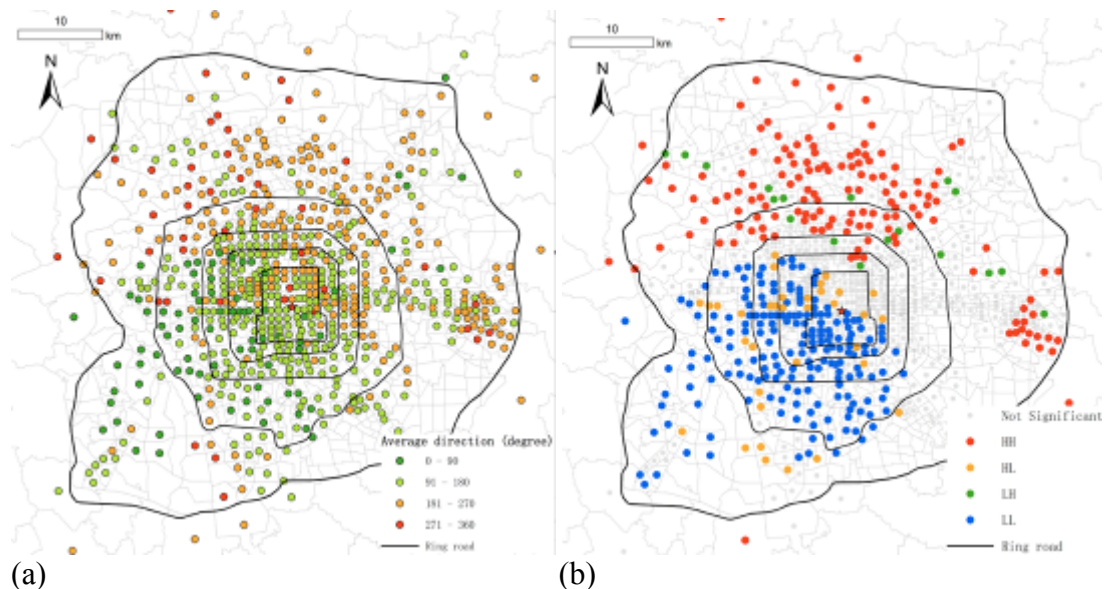 10
km
N
Average direction (degree)
0 - 90
91 - 180
181 - 270
271 - 360
Ring road
(a)
10
km
N
Not Significant
HH
HL
LH
LL
Ring road
(b)